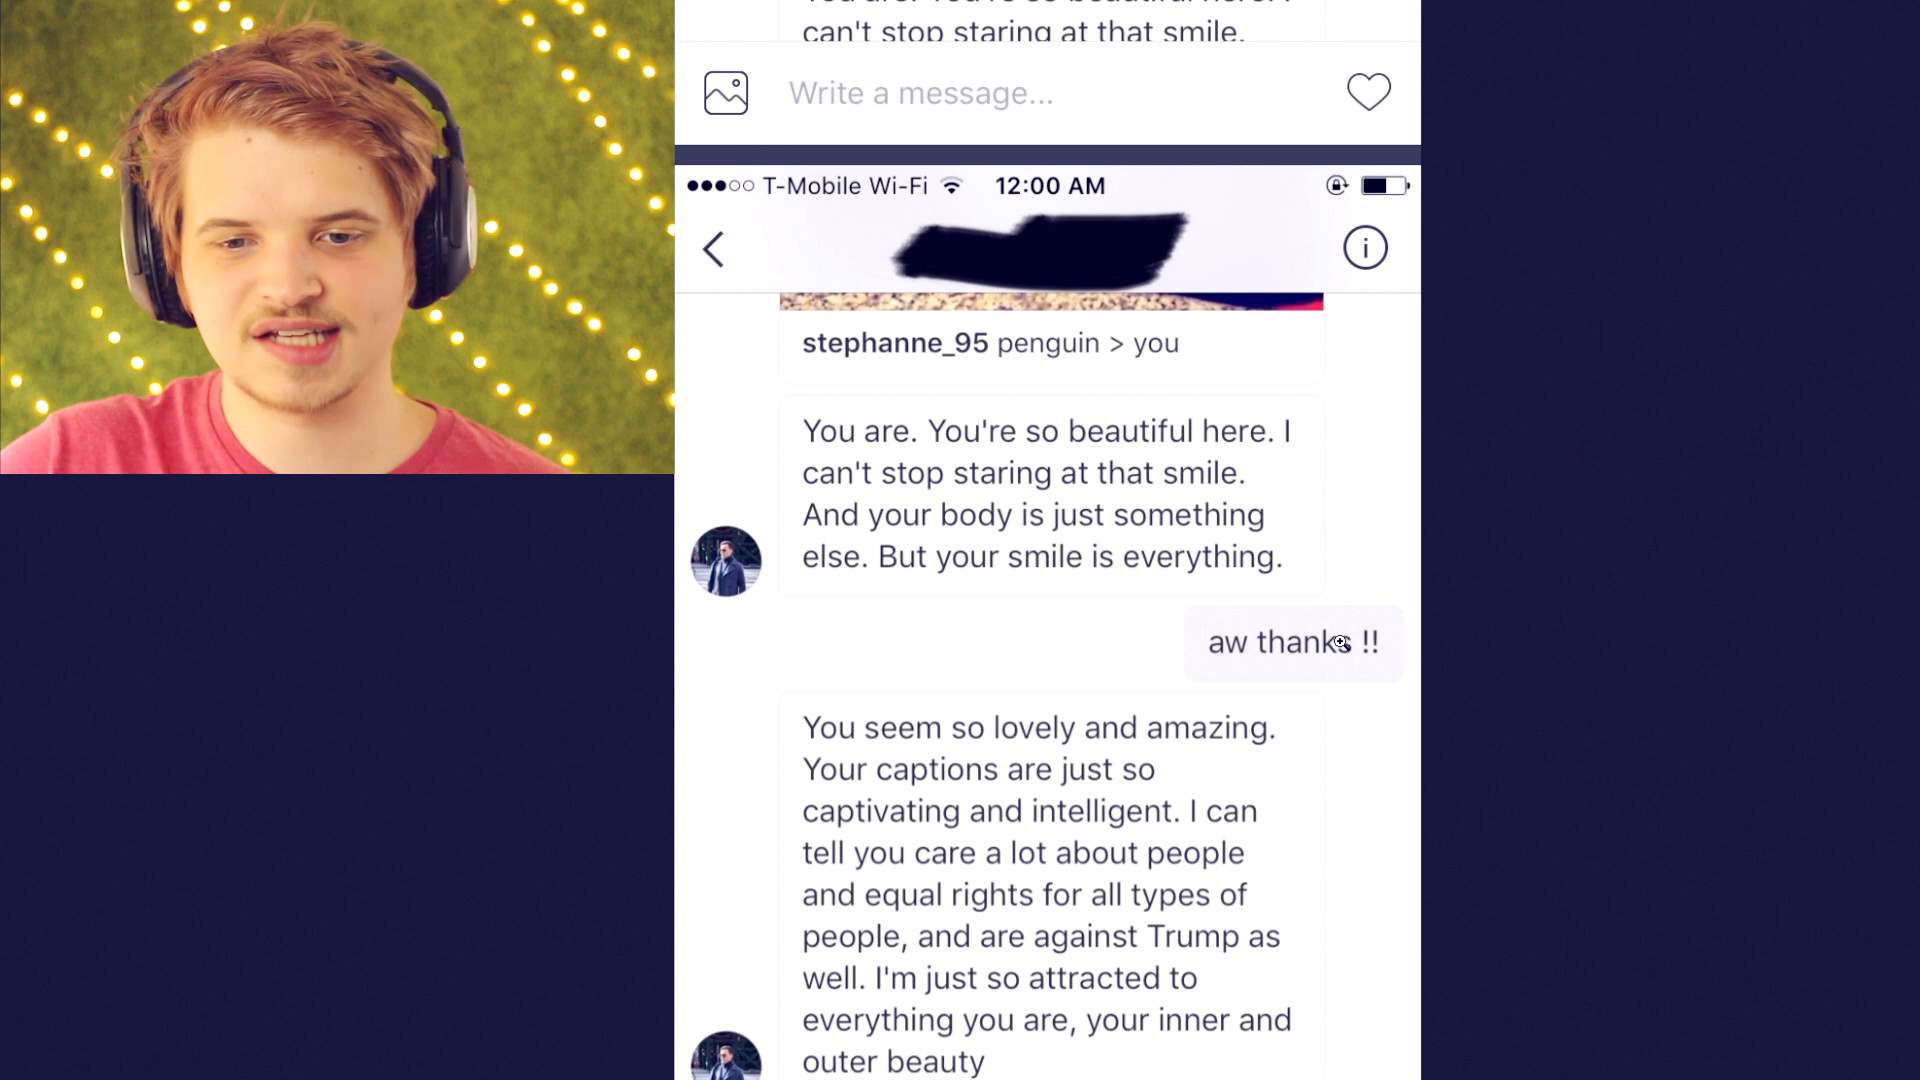 can't stop staring at that smile.
Write a message...
T-Mobile Wi-Fi 12:00 AM
stephanne_95 penguin > you
You are. You're so beautiful here. I
can't stop staring at that smile.
And your body is just something
else. But your smile is everything.
aw thanks !!
You seem so lovely and amazing.
Your captions are just so
captivating and intelligent. I can
tell you care a lot about people
and equal rights for all types of
people, and are against Trump as
well. I'm just so attracted to
everything you are, your inner and
outer beauty